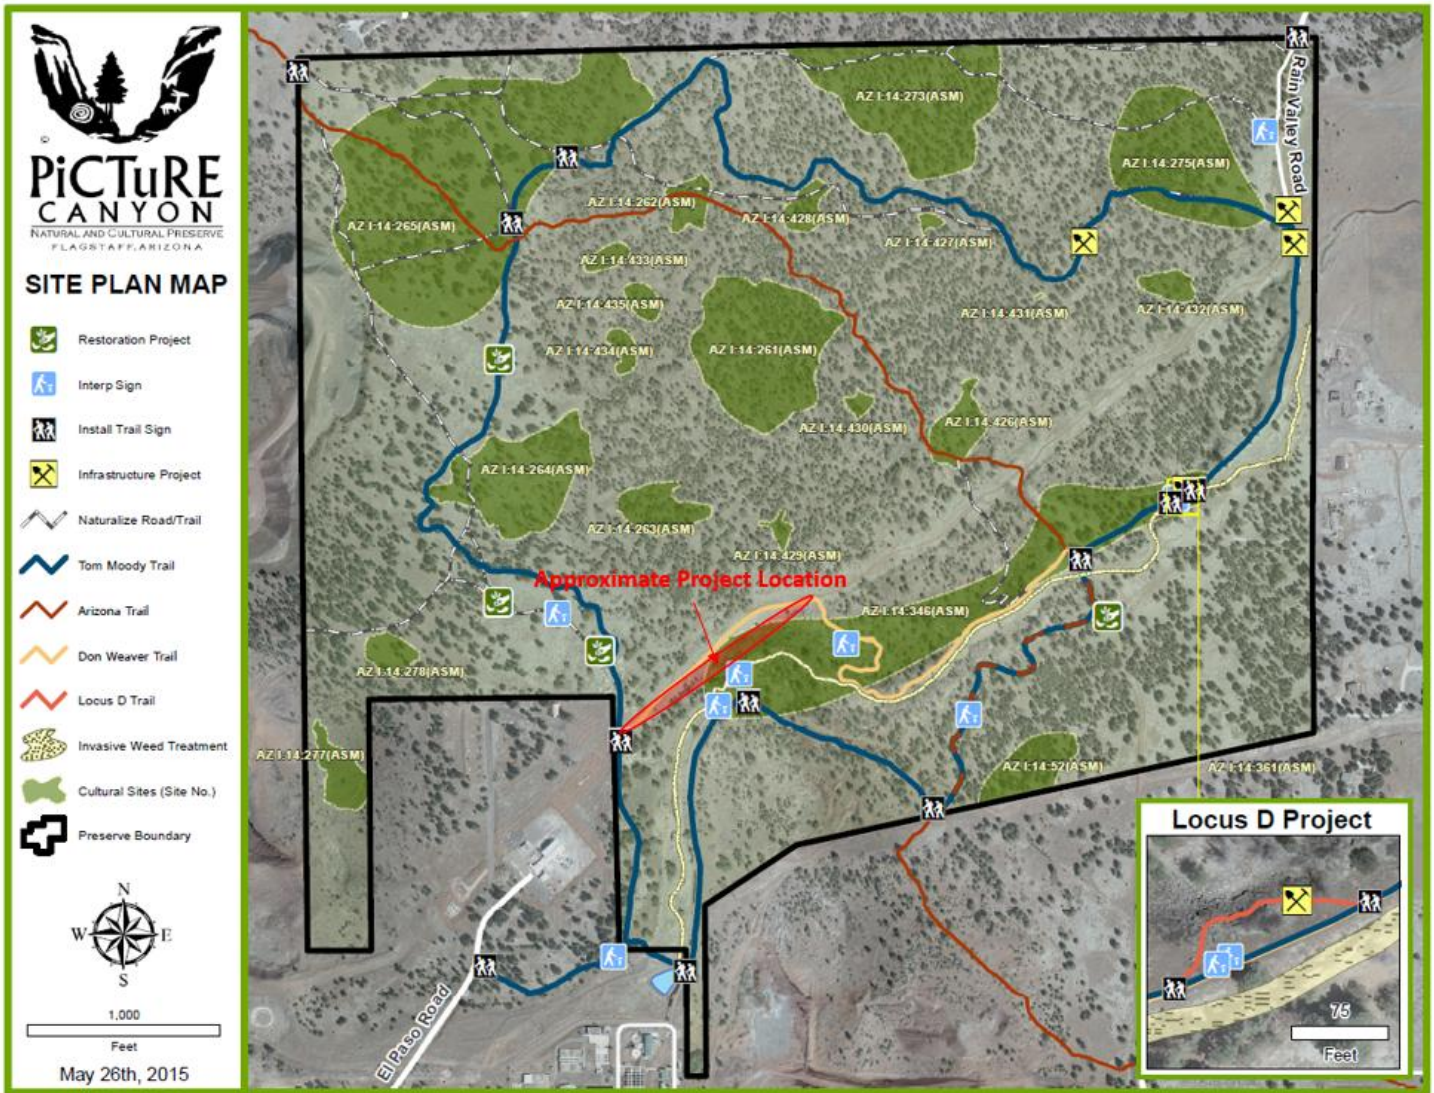 ©
PiCTuRE
CANYON
NATURAL AND CULTURAL PRESERVE
FLAGSTAFF, ARIZONA
SITE PLAN MAP
Restoration Project
Interp Sign
Install Trail Sign
Infrastructure Project
Naturalize Road/Trail
Tom Moody Trail
Arizona Trail
Don Weaver Trail
Locus D Trail
Invasive Weed Treatment
Cultural Sites (Site No.)
Preserve Boundary
N
W E
S
1,000
Feet
May 26th, 2015
Rain Valley Road
AZ I:14:273(ASM)
AZ I:14:275(ASM)
AZ I:14:262(ASM)
AZ I:14:265(ASM)
AZ I:14:428(ASM)
AZ I:14:427(ASM)
AZ I:14:433(ASM)
AZ I:14:435(ASM)
AZ I:14:431(ASM)
AZ I:14:432(ASM)
AZ I:14:434(ASM)
AZ I:14:261(ASM)
AZ I:14:430(ASM)
AZ I:14:426(ASM)
AZ I:14:264(ASM)
AZ I:14:263(ASM)
AZ I:14:429(ASM)
Approximate Project Location
AZ I:14:346(ASM)
AZ I:14:278(ASM)
AZ I:14:277(ASM)
AZ I:14:52(ASM)
AZ I:14:361(ASM)
El Paso Road
Locus D Project
75
Feet